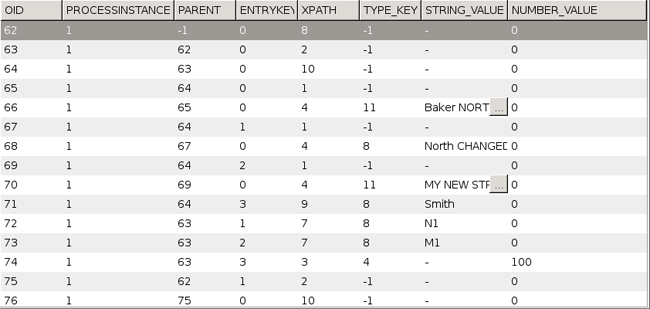 OID PROCESSINSTANCE PARENT ENTRYKEY XPATH TYPE_KEY STRING_VALUE NUMBER_VALUE
62 1 -1 0 8 -1 - 0
63 1 62 0 2 -1 - 0
64 1 63 0 10 -1 - 0
65 1 64 0 1 -1 - 0
66 1 65 0 4 11 Baker NORT ... 0
67 1 64 1 1 -1 - 0
68 1 67 0 4 8 North CHANGED 0
69 1 64 2 1 -1 - 0
70 1 69 0 4 11 MY NEW STR ... 0
71 1 64 3 9 8 Smith 0
72 1 63 1 7 8 N1 0
73 1 63 2 7 8 M1 0
74 1 63 3 3 4 - 100
75 1 62 1 2 -1 - 0
76 1 75 0 10 -1 - 0